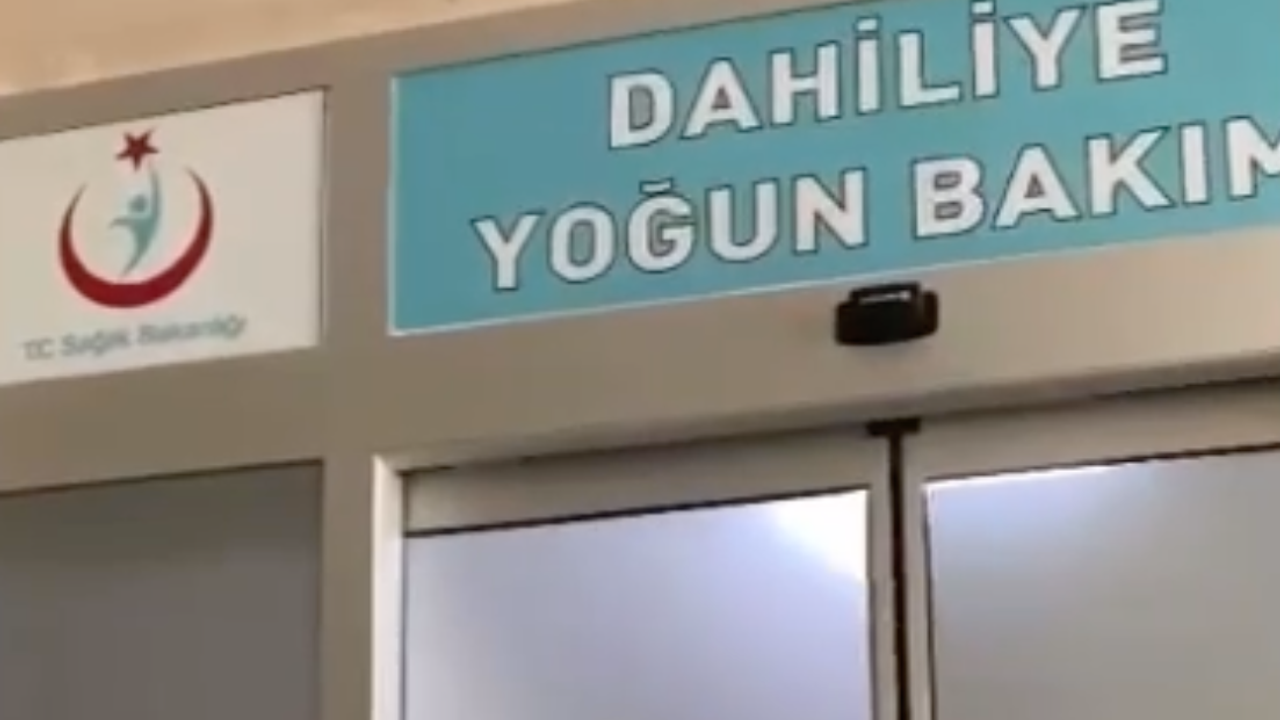 DAHİLİYE
YOĞUN BAKIM
T.C. Sağlık Bakanlığı